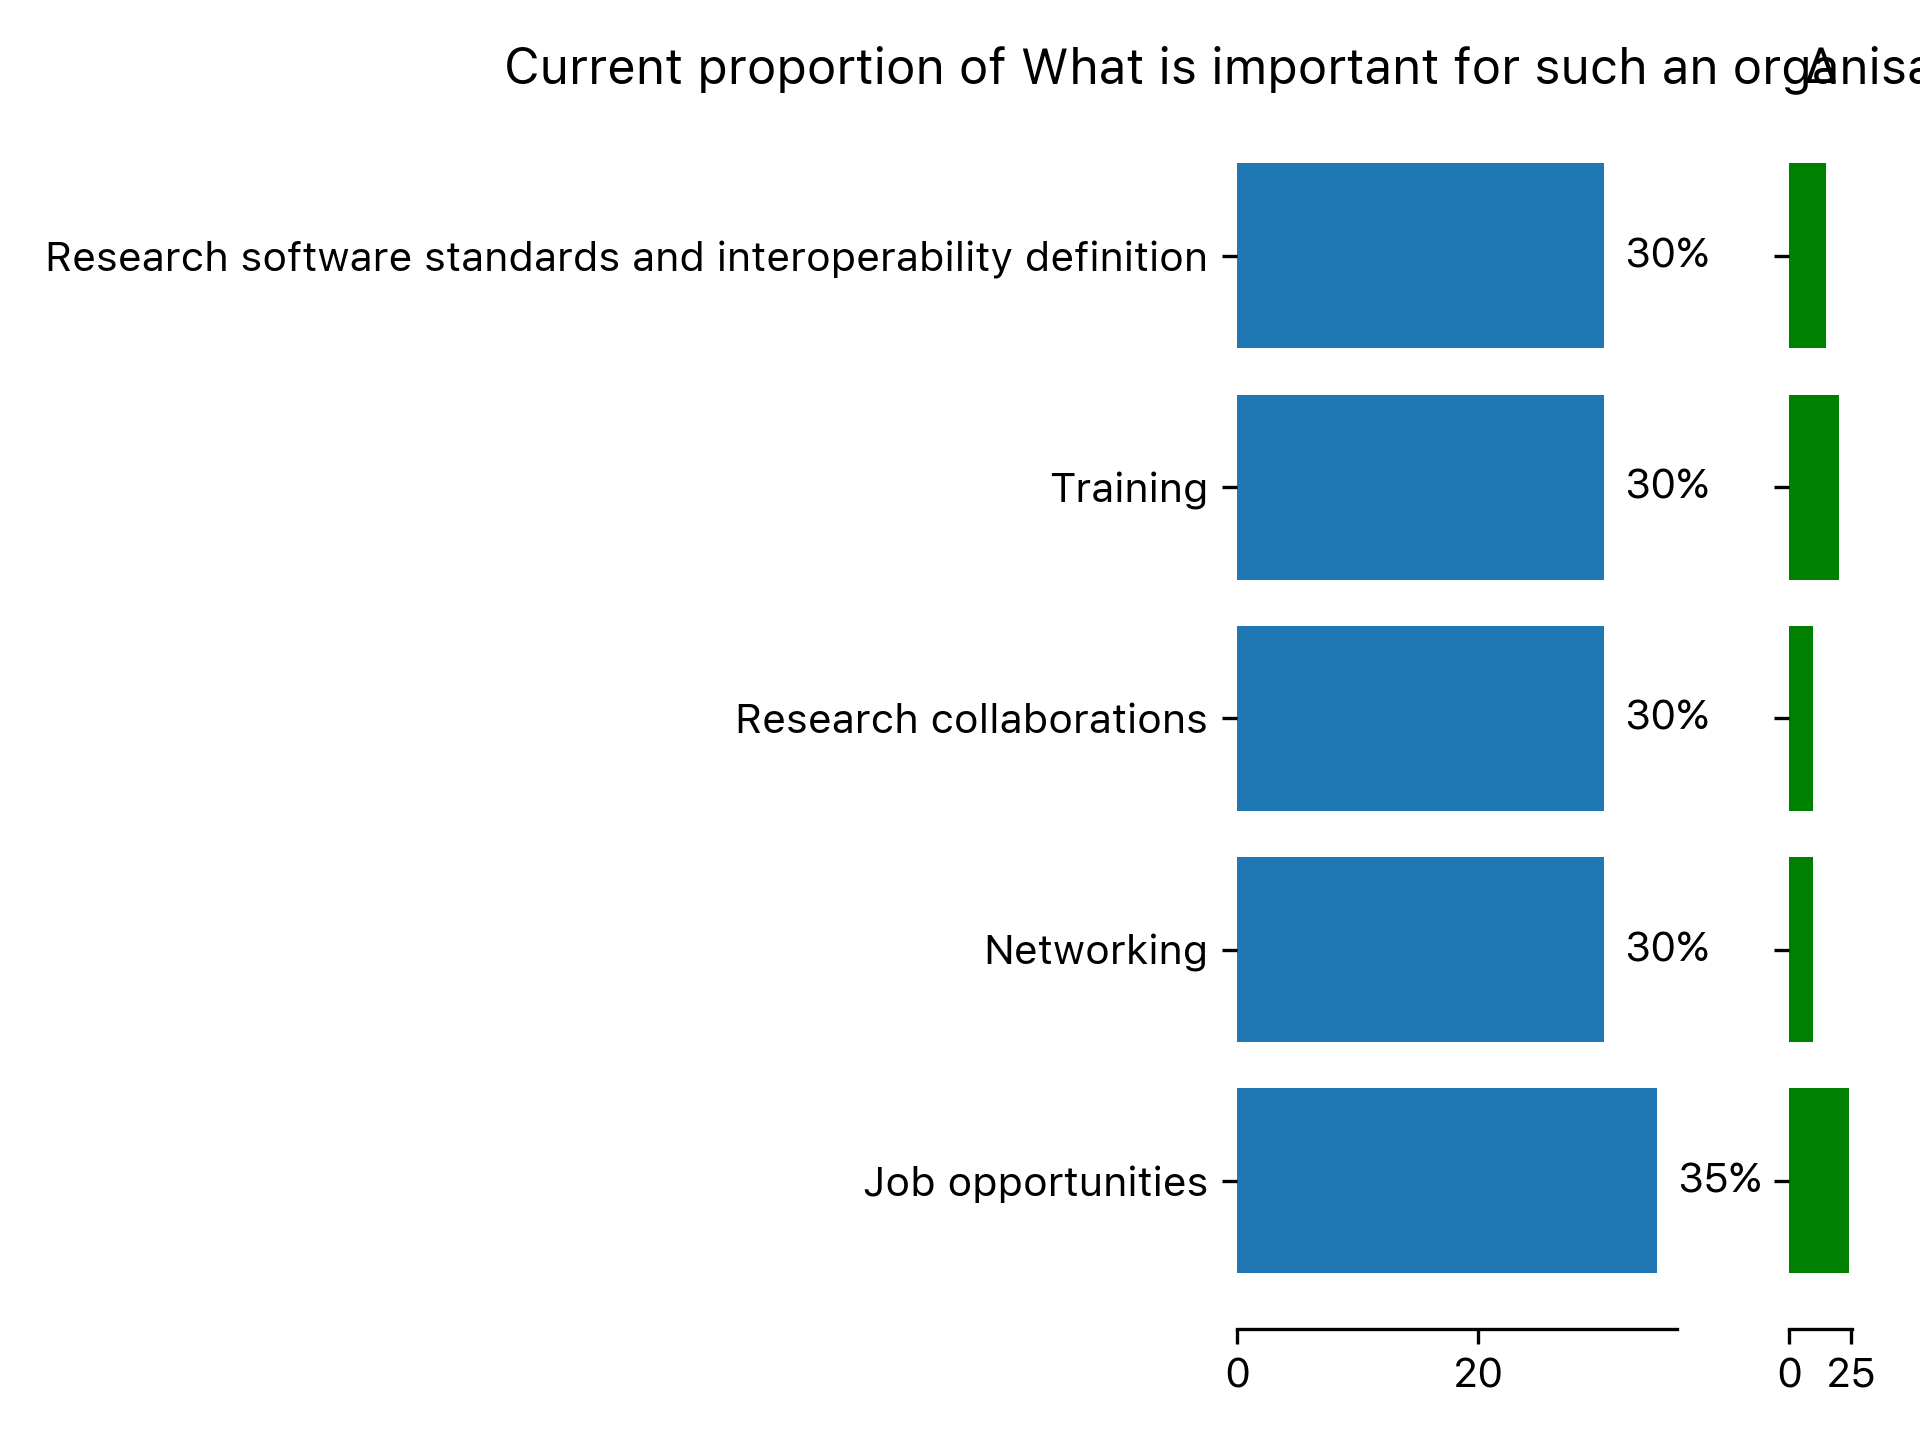 Current proportion of What is important for such an organisa
A
Research software standards and interoperability definition
30%
Training
30%
Research collaborations
30%
Networking
30%
Job opportunities
35%
0 20 0 25